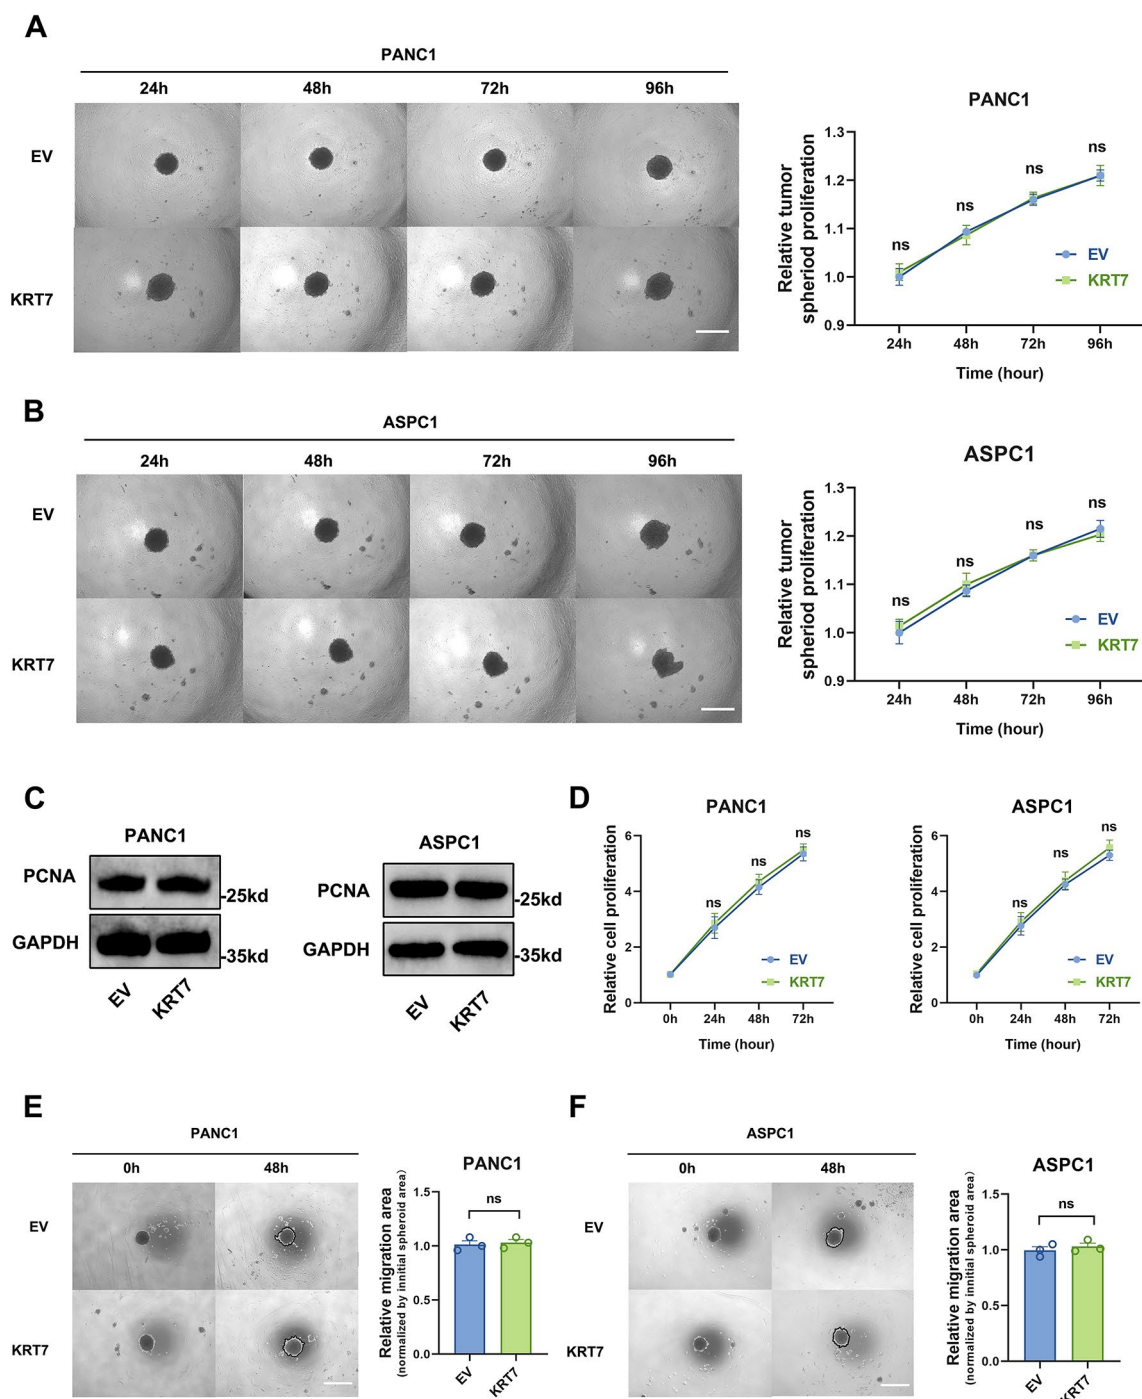 A
PANC1
24h 48h 72h 96h
EV
KRT7
PANC1
Relative tumor
spheriod proliferation
1.3
1.2
1.1
1.0
0.9
ns ns ns ns
EV
KRT7
24h 48h 72h 96h
Time (hour)
B
ASPC1
24h 48h 72h 96h
EV
KRT7
ASPC1
Relative tumor
spheriod proliferation
1.3
1.2
1.1
1.0
0.9
ns ns ns ns
EV
KRT7
24h 48h 72h 96h
Time (hour)
C
PANC1
PCNA
-25kd
GAPDH
-35kd
EV KRT7
ASPC1
PCNA
-25kd
GAPDH
-35kd
EV KRT7
D
PANC1
Relative cell proliferation
6
4
2
0
ns ns ns
EV
KRT7
0h 24h 48h 72h
Time (hour)
ASPC1
Relative cell proliferation
6
4
2
0
ns ns ns
EV
KRT7
0h 24h 48h 72h
Time (hour)
E
PANC1
0h 48h
EV
KRT7
PANC1
Relative migration area
(normalized by innitial spheroid area)
1.5
1.0
0.5
0.0
ns
EV KRT7
F
ASPC1
0h 48h
EV
KRT7
ASPC1
Relative migration area
(normalized by innitial spheroid area)
1.5
1.0
0.5
0.0
ns
EV KRT7